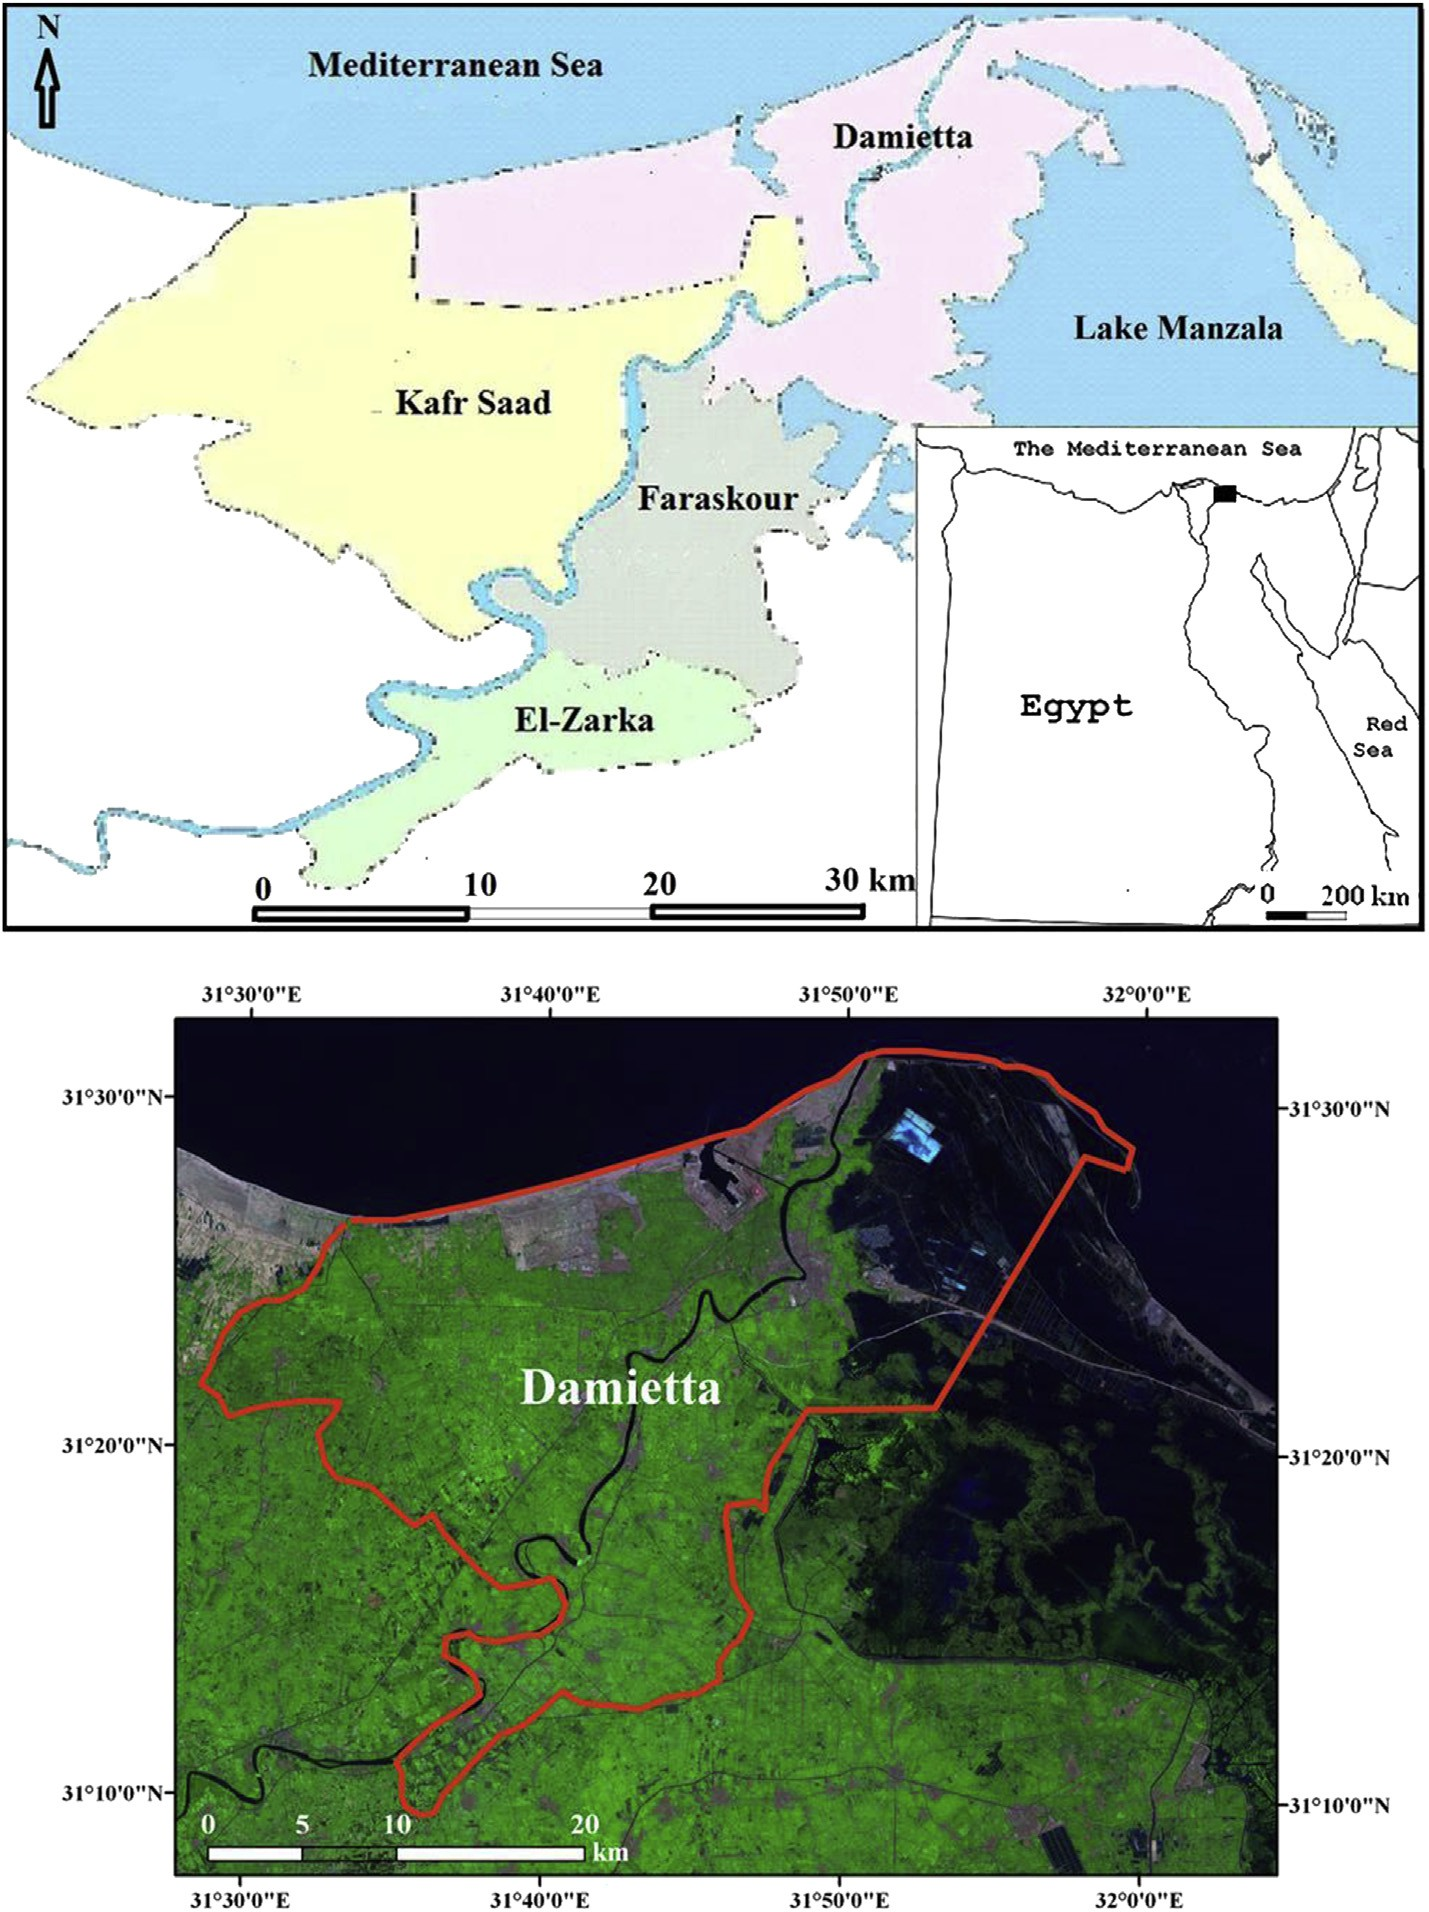 N
Mediterranean Sea
Damietta
Lake Manzala
Kafr Saad
Faraskour
El-Zarka
0 10 20 30 km
The Mediterranean Sea
Egypt
Red
Sea
0 200 km
31°30'0"E 31°40'0"E 31°50'0"E 32°0'0"E
31°30'0"N 31°30'0"N
Damietta
31°20'0"N 31°20'0"N
31°10'0"N 31°10'0"N
0 5 10 20
km
31°30'0"E 31°40'0"E 31°50'0"E 32°0'0"E